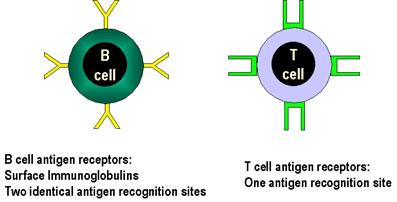 B
cell
T
cell
B cell antigen receptors:
Surface Immunoglobulins
Two identical antigen recognition sites
T cell antigen receptors:
One antigen recognition site